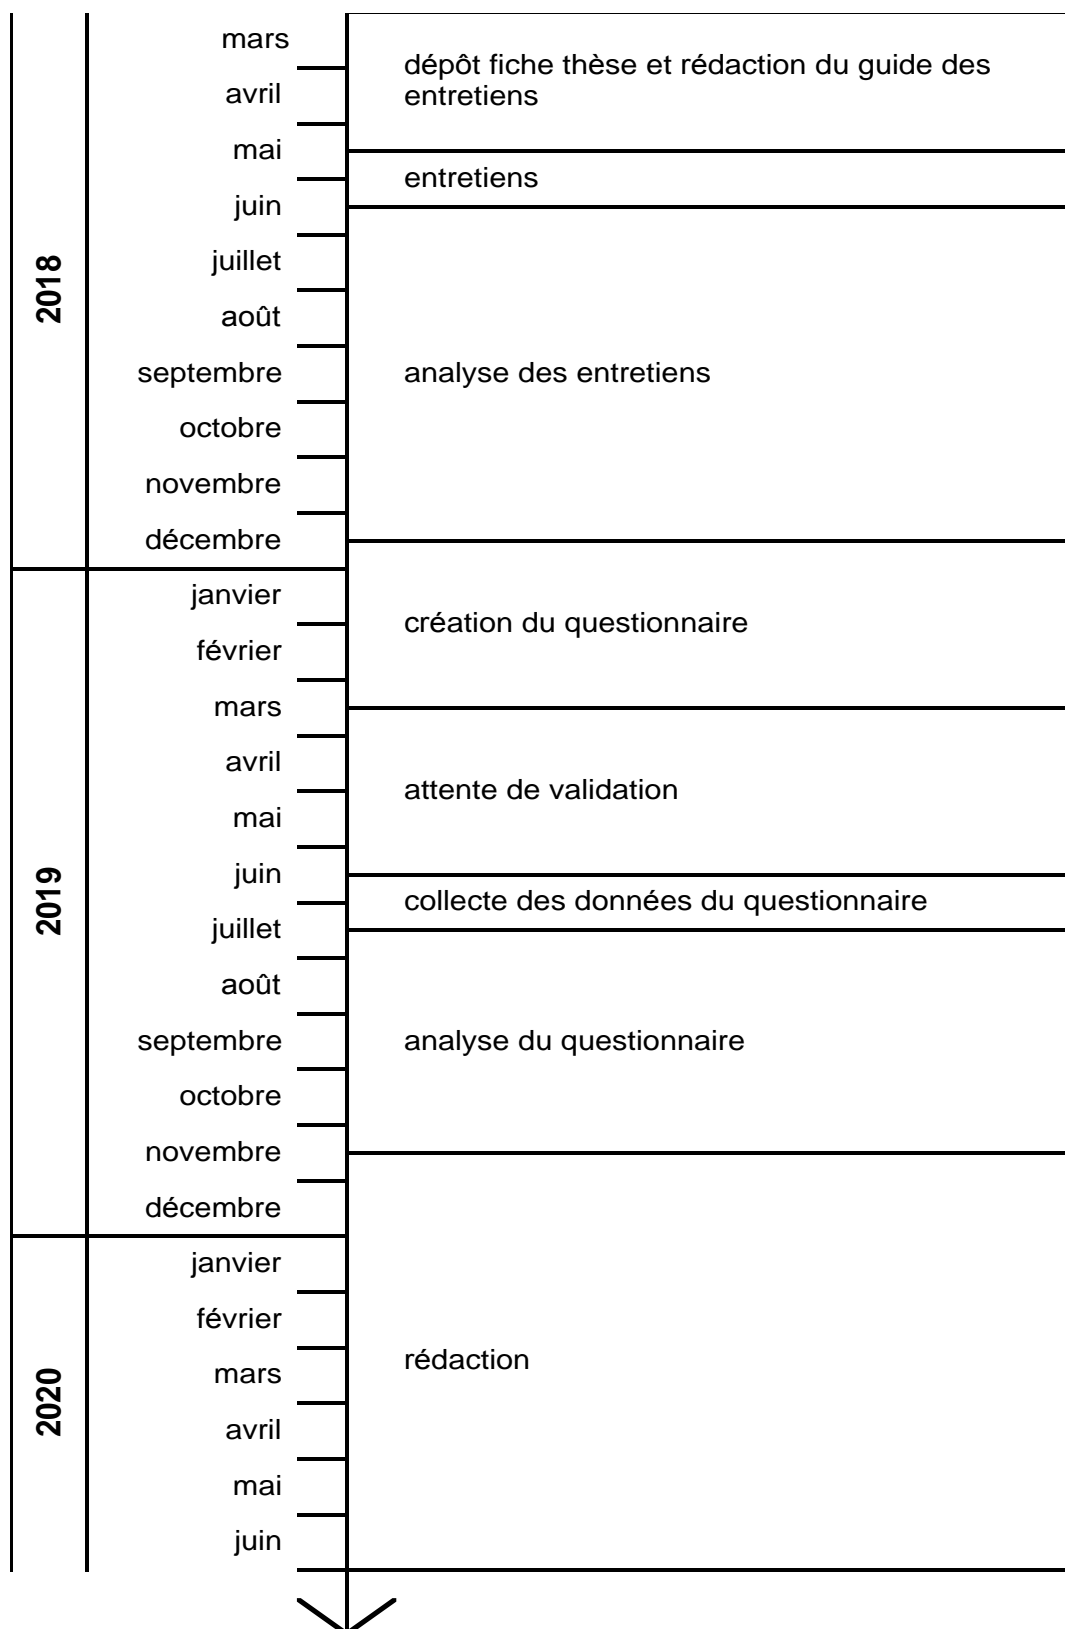 2018
mars
avril
mai
juin
juillet
août
septembre
octobre
novembre
décembre
2019
janvier
février
mars
avril
mai
juin
juillet
août
septembre
octobre
novembre
décembre
2020
janvier
février
mars
avril
mai
juin
dépôt fiche thèse et rédaction du guide des
entretiens
entretiens
analyse des entretiens
création du questionnaire
attente de validation
collecte des données du questionnaire
analyse du questionnaire
rédaction